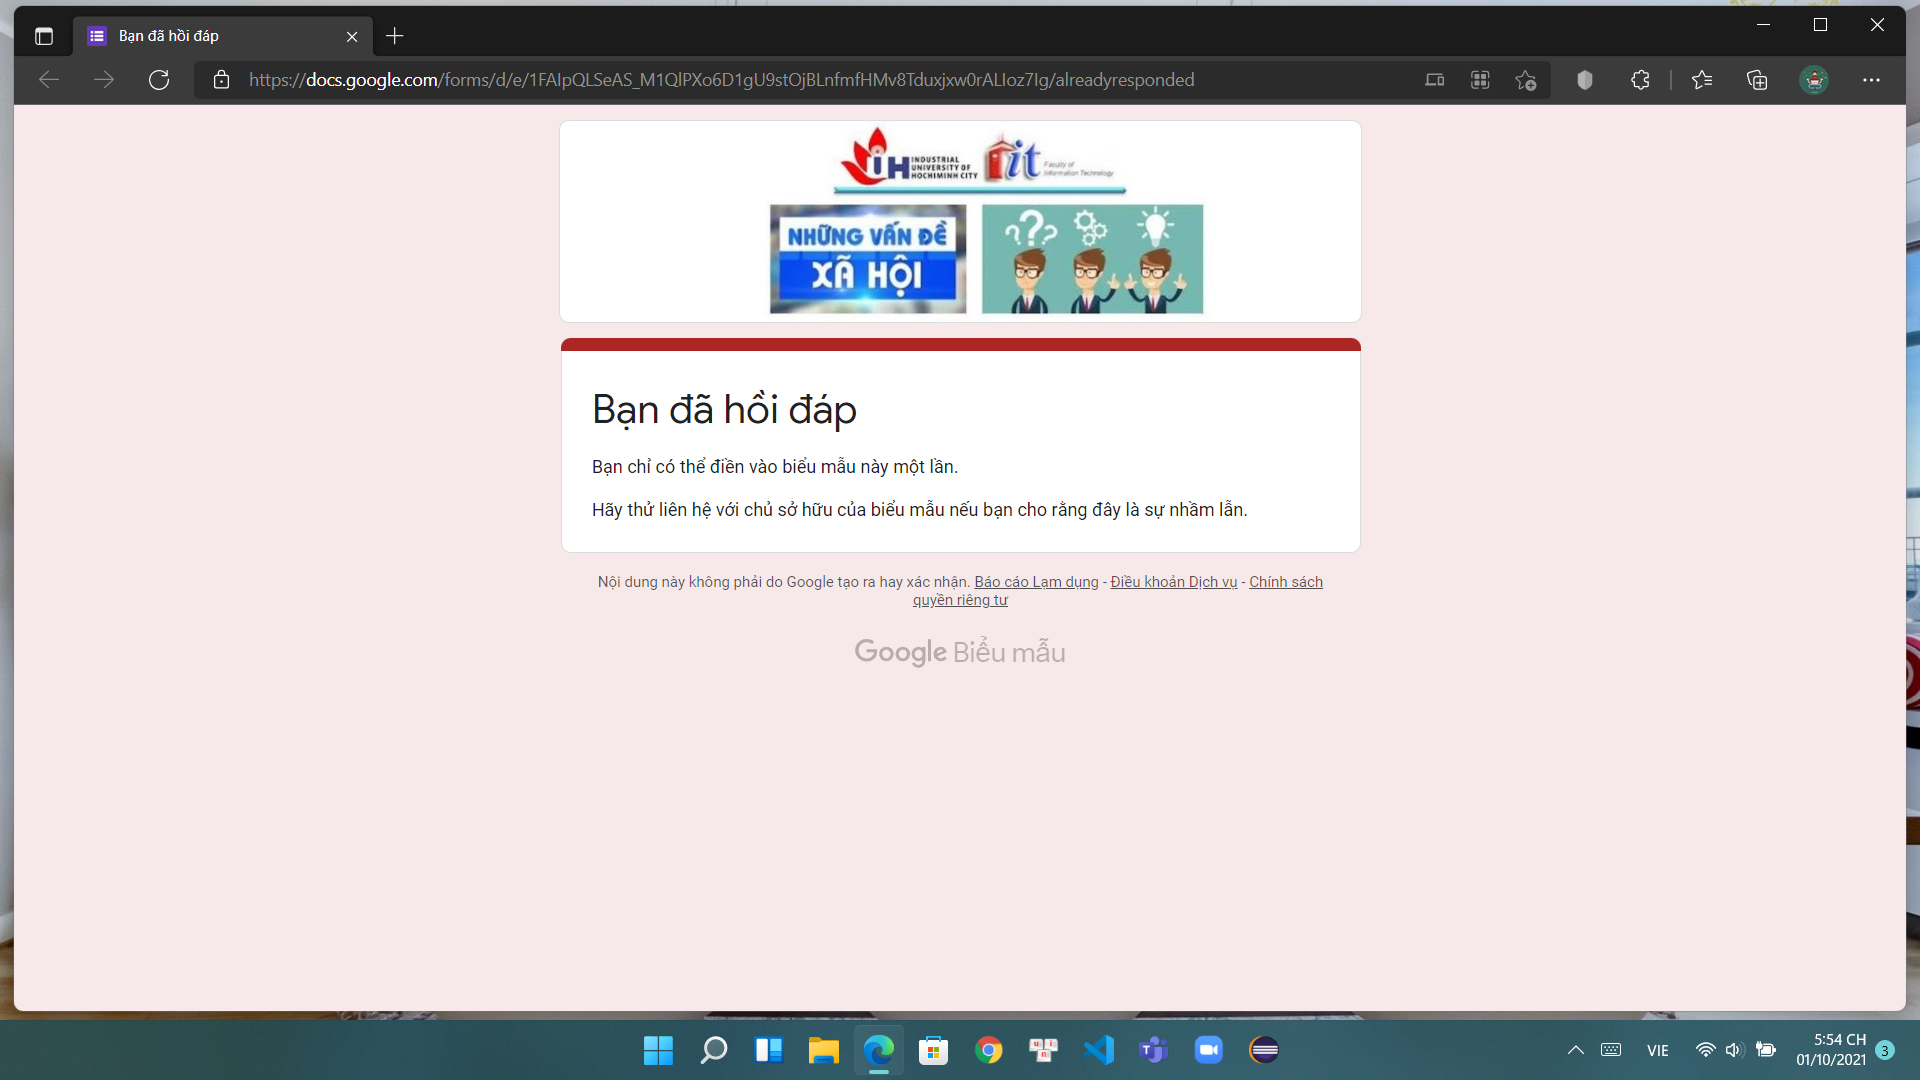 Bạn đã hồi đáp
https://docs.google.com/forms/d/e/1FAIpQLSeAS_M1QlPXo6D1gU9stOjBLnfmfHMv8Tduxjxw0rALIoz7Ig/alreadyresponded
iUH INDUSTRIAL
UNIVERSITY OF
HOCHIMINH CITY
fit Faculty of
Information Technology
NHỮNG VẤN ĐỀ
XÃ HỘI
? ? ?
Bạn đã hồi đáp
Bạn chỉ có thể điền vào biểu mẫu này một lần.
Hãy thử liên hệ với chủ sở hữu của biểu mẫu nếu bạn cho rằng đây là sự nhầm lẫn.
Nội dung này không phải do Google tạo ra hay xác nhận. Báo cáo Lạm dụng - Điều khoản Dịch vụ - Chính sách
quyền riêng tư
Google Biểu mẫu
VIE
5:54 CH
01/10/2021
3